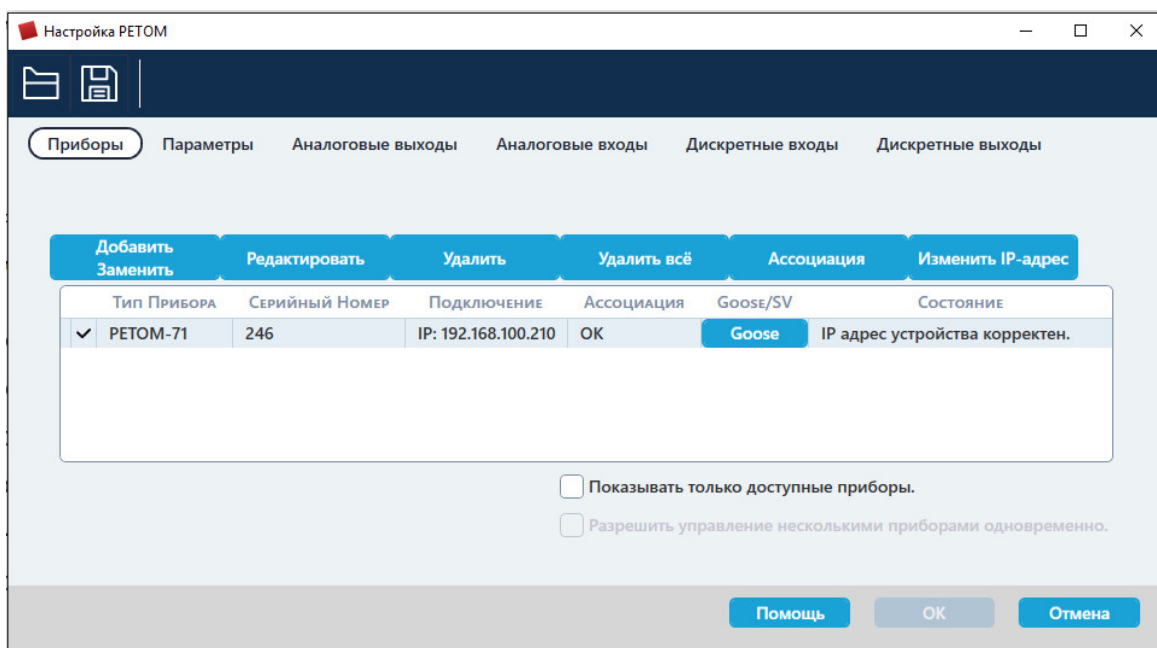 Настройка РЕТОМ
Приборы Параметры Аналоговые выходы Аналоговые входы Дискретные входы Дискретные выходы
Добавить Заменить Редактировать Удалить Удалить всё Ассоциация Изменить IP-адрес
Тип Прибора Серийный Номер Подключение Ассоциация Goose/SV Состояние
РЕТОМ-71 246 IP: 192.168.100.210 ОК Goose IP адрес устройства корректен.
Показывать только доступные приборы.
Разрешить управление несколькими приборами одновременно.
Помощь ОК Отмена